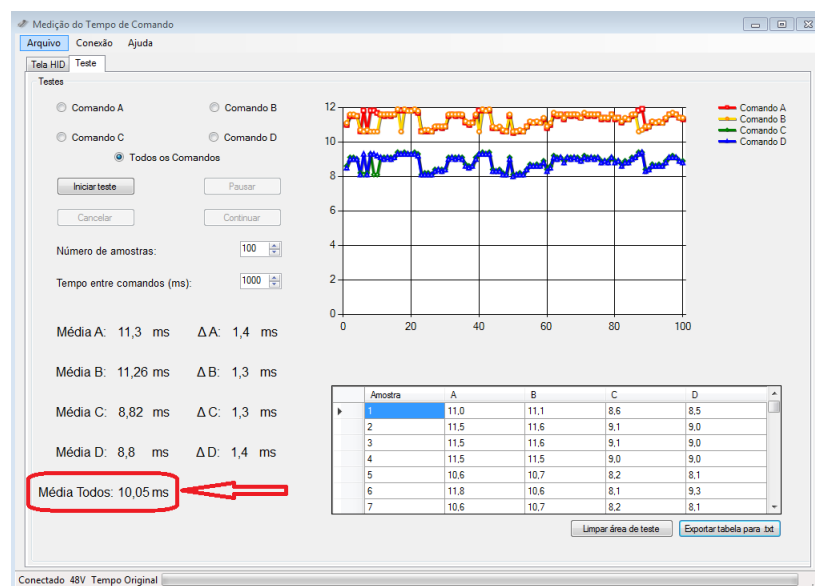 Medição do Tempo de Comando
Arquivo Conexão Ajuda
Tela HID Teste
Testes
Comando A Comando B
Comando C Comando D
Todos os Comandos
Iniciar teste Pausar
Cancelar Continuar
Número de amostras: 100
Tempo entre comandos (ms): 1000
Média A: 11,3 ms Δ A: 1,4 ms
Média B: 11,26 ms Δ B: 1,3 ms
Média C: 8,82 ms Δ C: 1,3 ms
Média D: 8,8 ms Δ D: 1,4 ms
Média Todos: 10,05 ms
12
10
8
6
4
2
0
0 20 40 60 80 100
Comando A
Comando B
Comando C
Comando D
Amostra A B C D
1 11,0 11,1 8,6 8,5
2 11,5 11,6 9,1 9,0
3 11,5 11,6 9,1 9,0
4 11,5 11,5 9,0 9,0
5 10,6 10,7 8,2 8,1
6 11,8 10,6 8,1 9,3
7 10,6 10,7 8,2 8,1
Limpar área de teste Exportar tabela para .txt
Conectado 48V Tempo Original